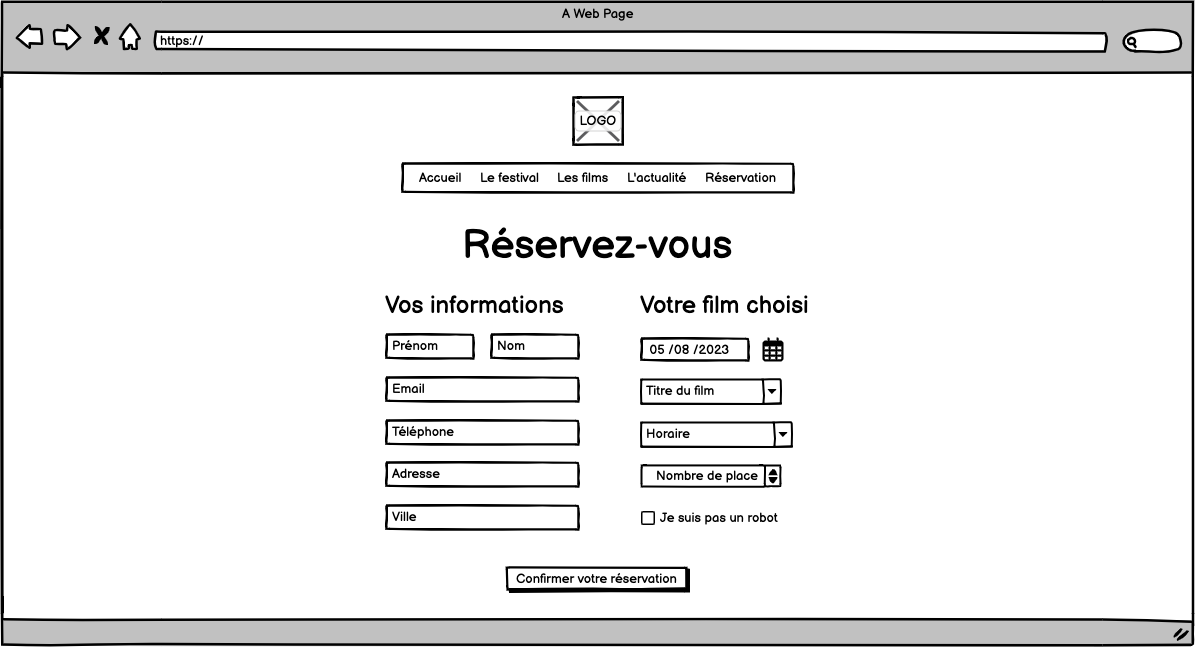 A Web Page
https://
LOGO
Accueil Le festival Les films L'actualité Réservation
Réservez-vous
Vos informations
Prénom Nom
Email
Téléphone
Adresse
Ville
Votre film choisi
05 /08 /2023
Titre du film
Horaire
Nombre de place
Je suis pas un robot
Confirmer votre réservation